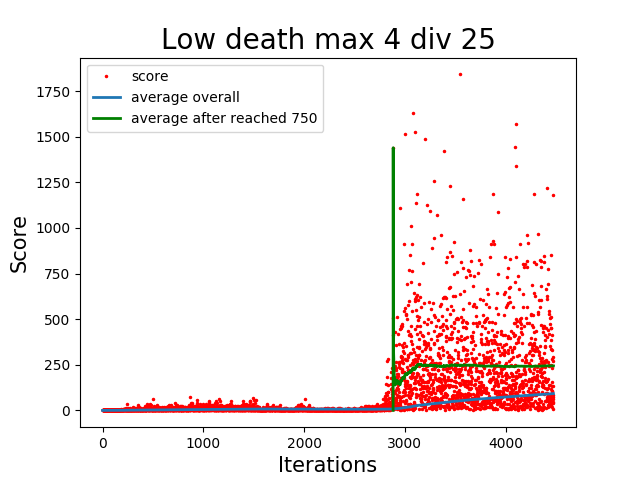 Low death max 4 div 25
score
average overall
average after reached 750
Score
1750
1500
1250
1000
750
500
250
0
0 1000 2000 3000 4000
Iterations